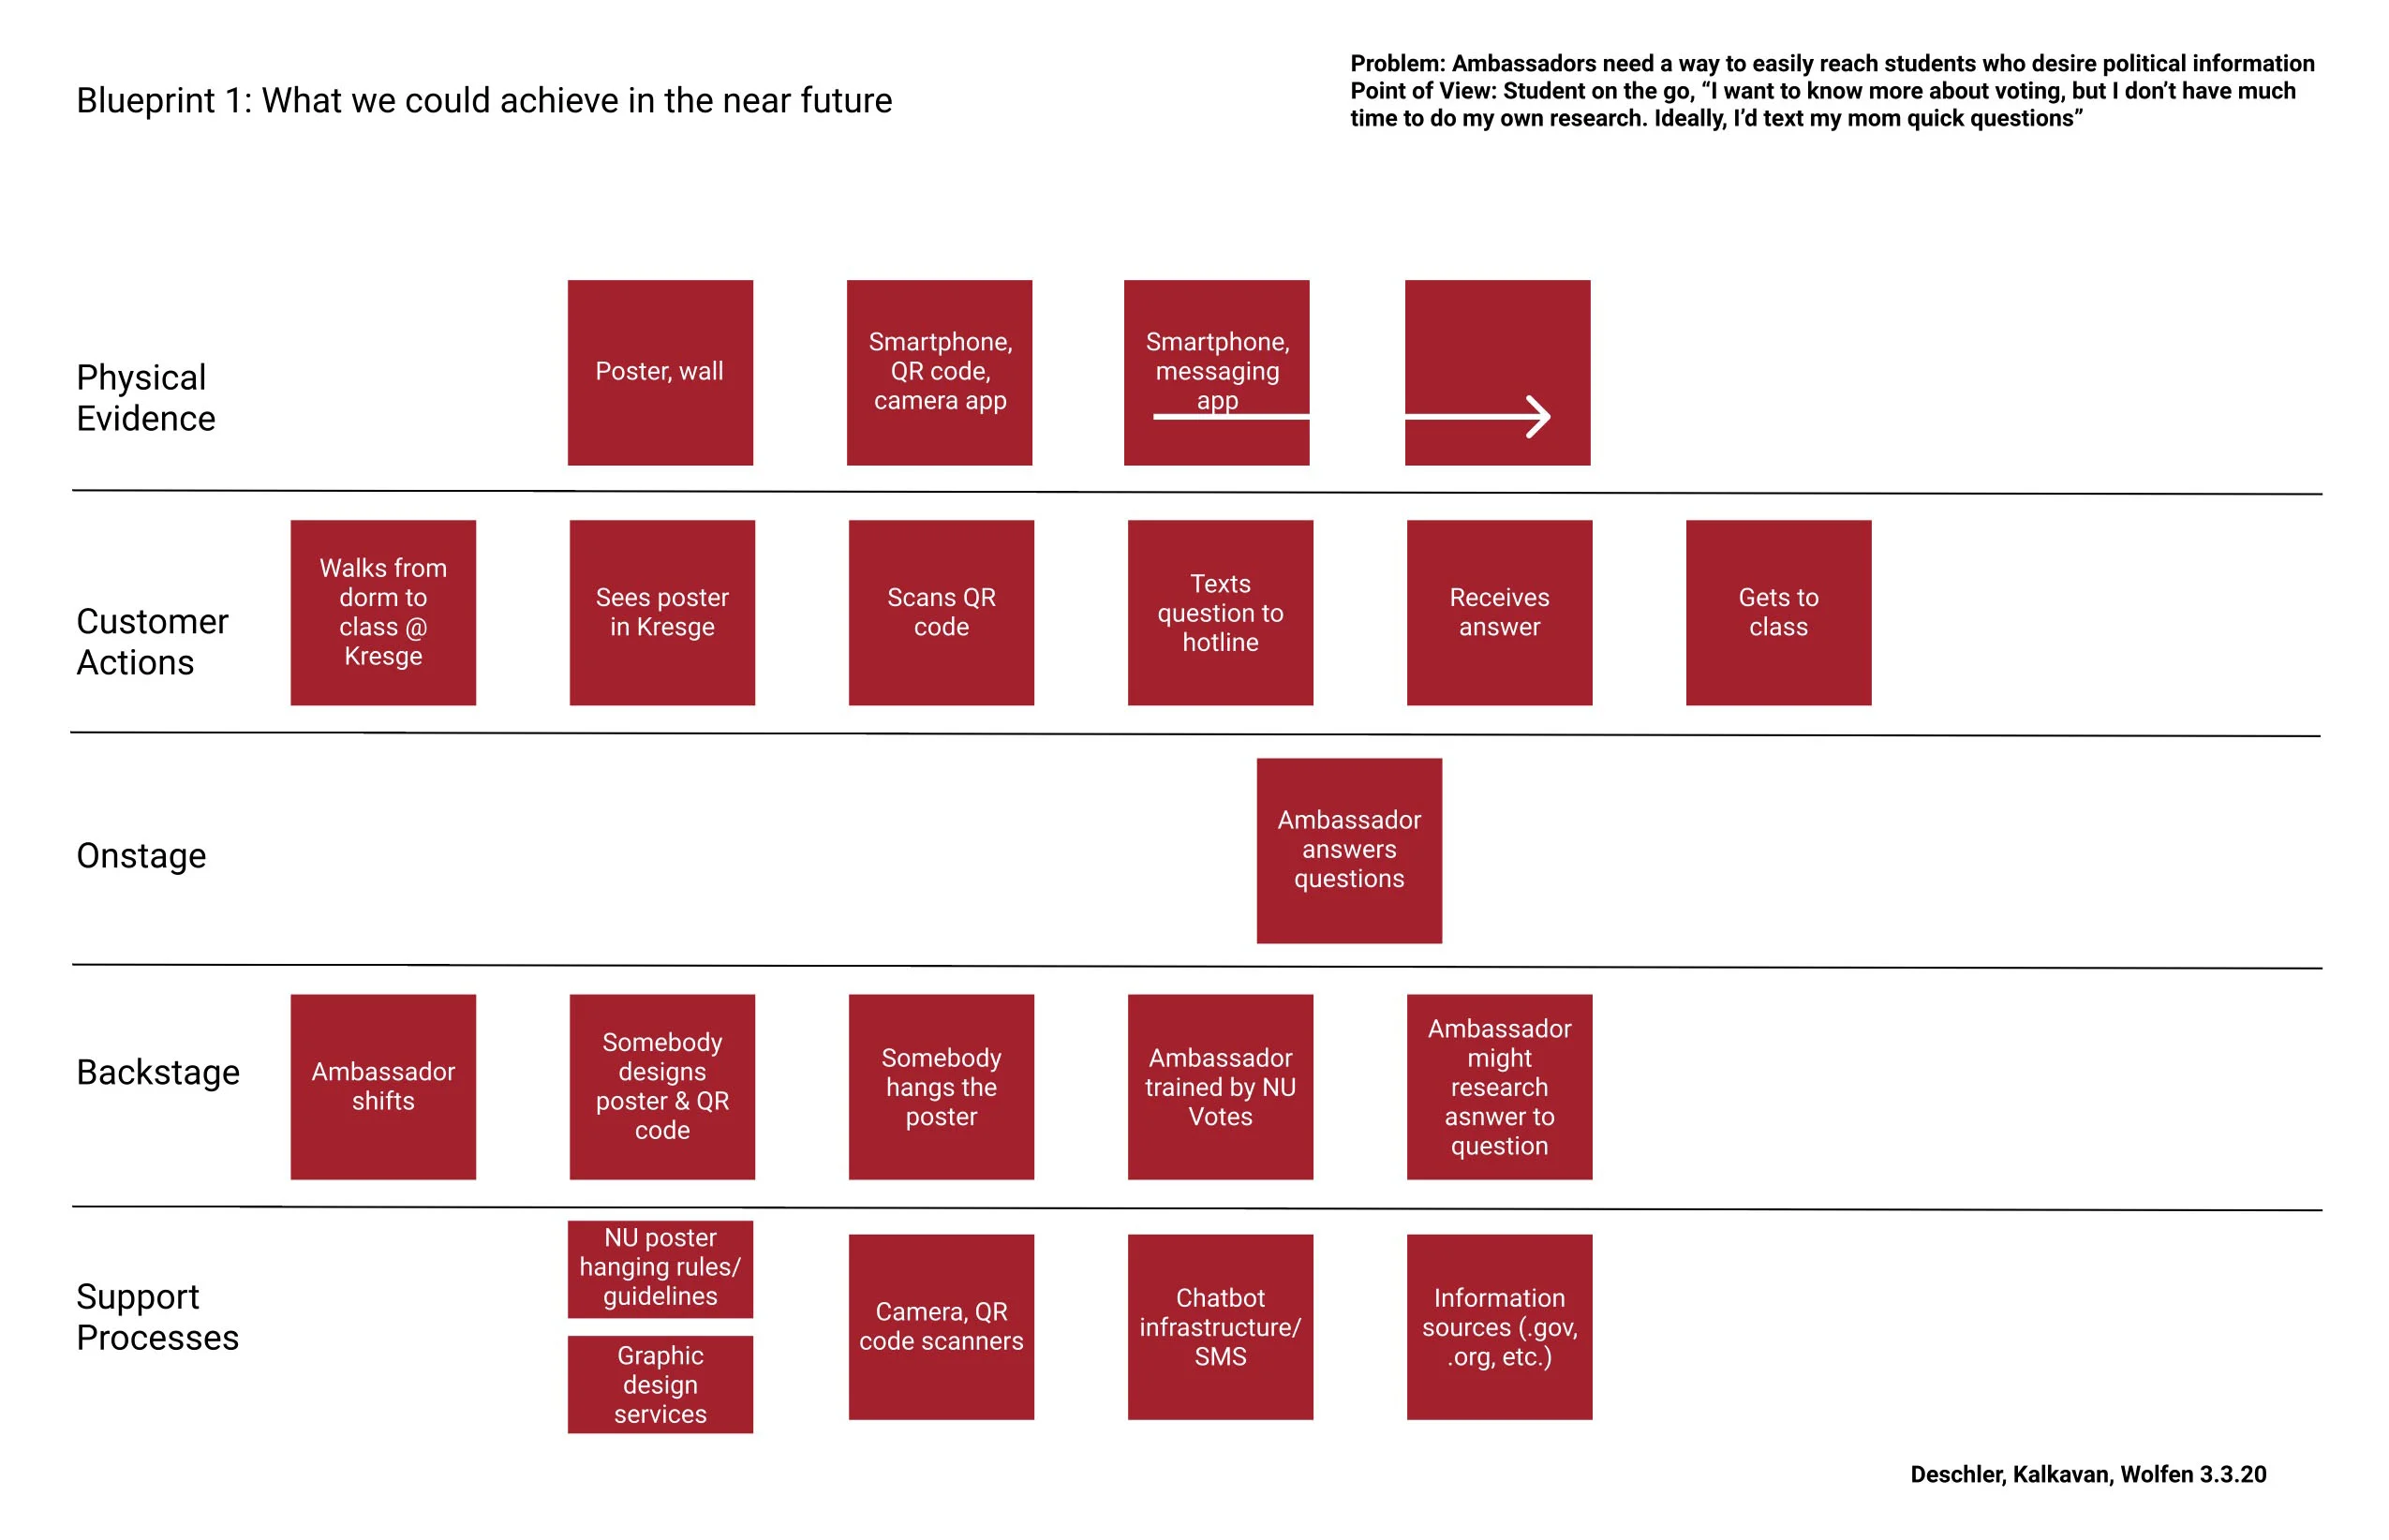 Blueprint 1: What we could achieve in the near future
Problem: Ambassadors need a way to easily reach students who desire political information
Point of View: Student on the go, “I want to know more about voting, but I don’t have much
time to do my own research. Ideally, I’d text my mom quick questions”
Physical
Evidence
Poster, wall
Smartphone,
QR code,
camera app
Smartphone,
messaging
app
Customer
Actions
Walks from
dorm to
class @
Kresge
Sees poster
in Kresge
Scans QR
code
Texts
question to
hotline
Receives
answer
Gets to
class
Onstage
Ambassador
answers
questions
Backstage
Ambassador
shifts
Somebody
designs
poster & QR
code
Somebody
hangs the
poster
Ambassador
trained by NU
Votes
Ambassador
might
research
asnwer to
question
Support
Processes
NU poster
hanging rules/
guidelines
Graphic
design
services
Camera, QR
code scanners
Chatbot
infrastructure/
SMS
Information
sources (.gov,
.org, etc.)
Deschler, Kalkavan, Wolfen 3.3.20